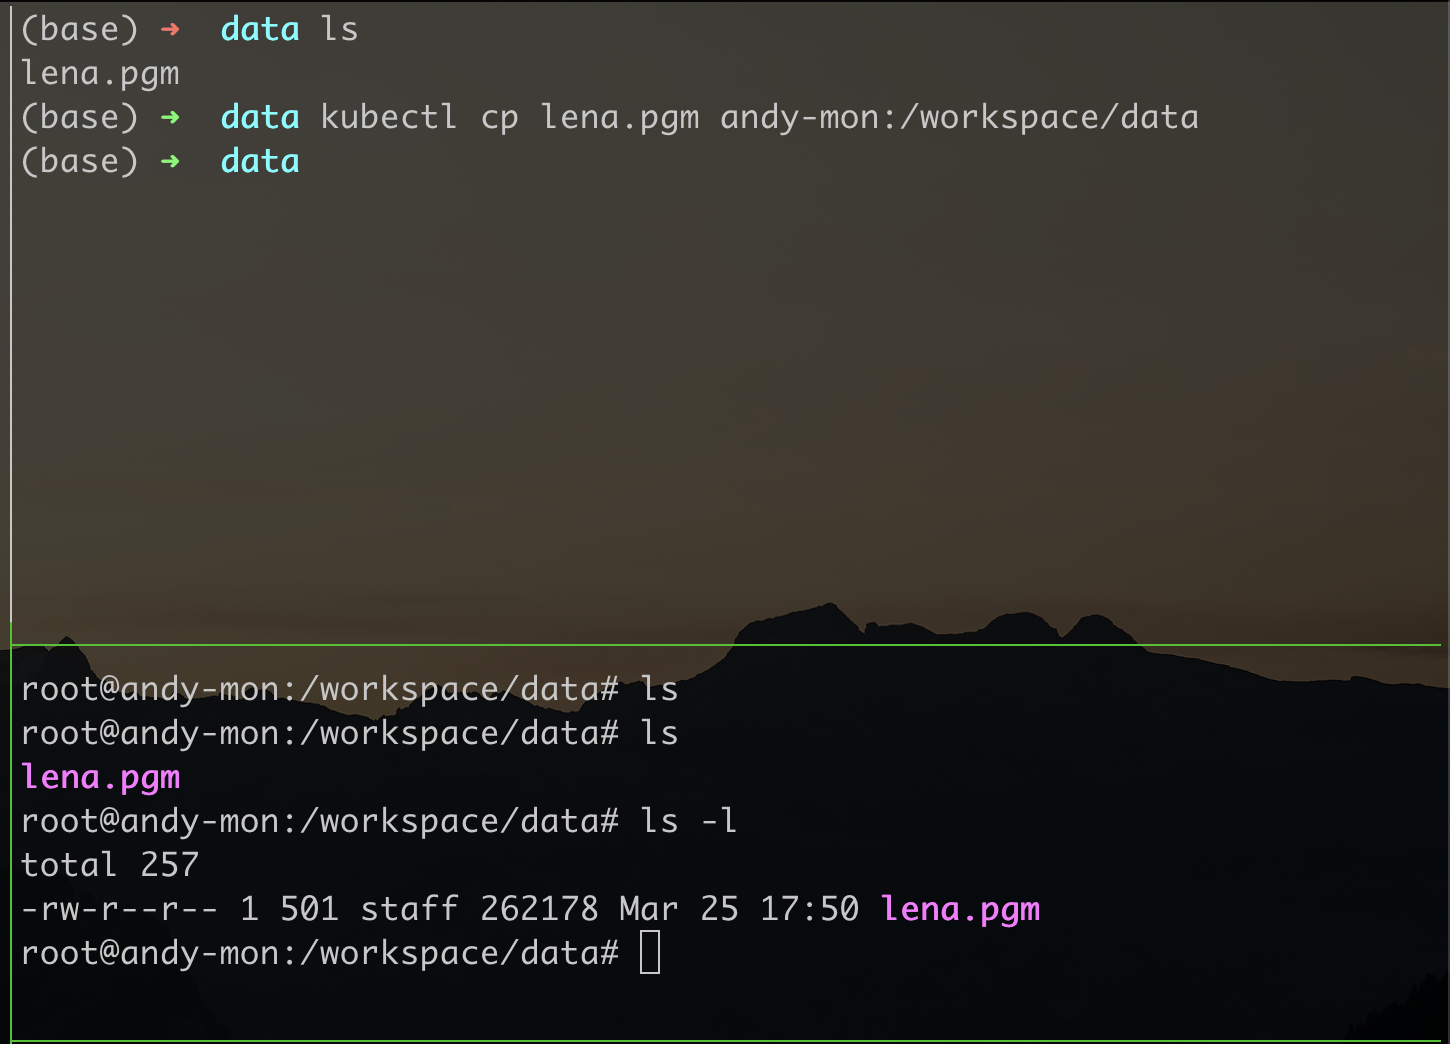 (base) ➜  data ls
lena.pgm
(base) ➜  data kubectl cp lena.pgm andy-mon:/workspace/data
(base) ➜  data
root@andy-mon:/workspace/data# ls
root@andy-mon:/workspace/data# ls
lena.pgm
root@andy-mon:/workspace/data# ls -l
total 257
-rw-r--r-- 1 501 staff 262178 Mar 25 17:50 lena.pgm
root@andy-mon:/workspace/data#